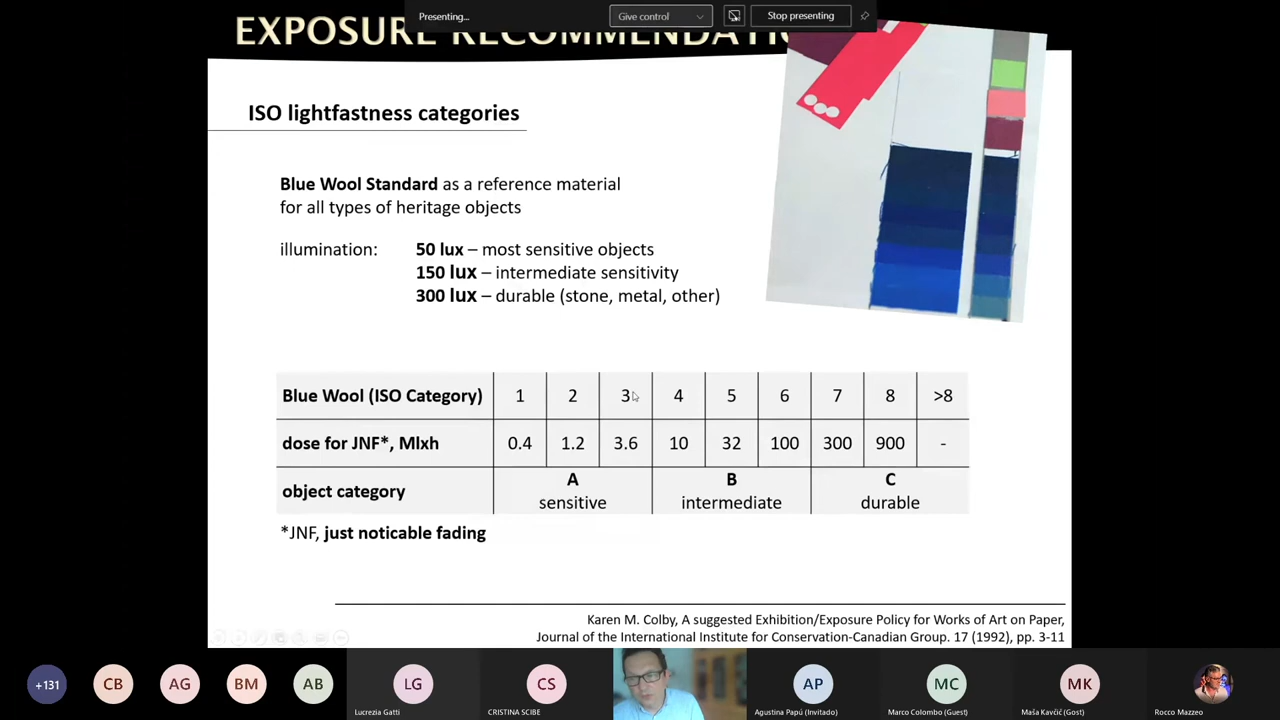 Presenting...
Give control
Stop presenting
EXPOSURE RECOMMENDATIO
ISO lightfastness categories
Blue Wool Standard as a reference material
for all types of heritage objects
illumination: 50 lux – most sensitive objects
150 lux – intermediate sensitivity
300 lux – durable (stone, metal, other)
Blue Wool (ISO Category) 1 2 3 4 5 6 7 8 >8
dose for JNF*, Mlxh 0.4 1.2 3.6 10 32 100 300 900 -
object category A sensitive B intermediate C durable
*JNF, just noticable fading
Karen M. Colby, A suggested Exhibition/Exposure Policy for Works of Art on Paper,
Journal of the International Institute for Conservation-Canadian Group. 17 (1992), pp. 3-11
+131 CB AG BM AB LG CS AP MC MK
Lucrezia Gatti CRISTINA SCIBE Agustina Papú (Invitado) Marco Colombo (Guest) Maša Kavčič (Gost) Rocco Mazzeo